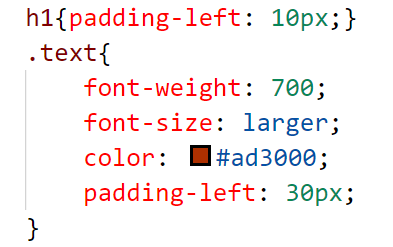 h1{padding-left: 10px;}
.text{
    font-weight: 700;
    font-size: larger;
    color: #ad3000;
    padding-left: 30px;
}